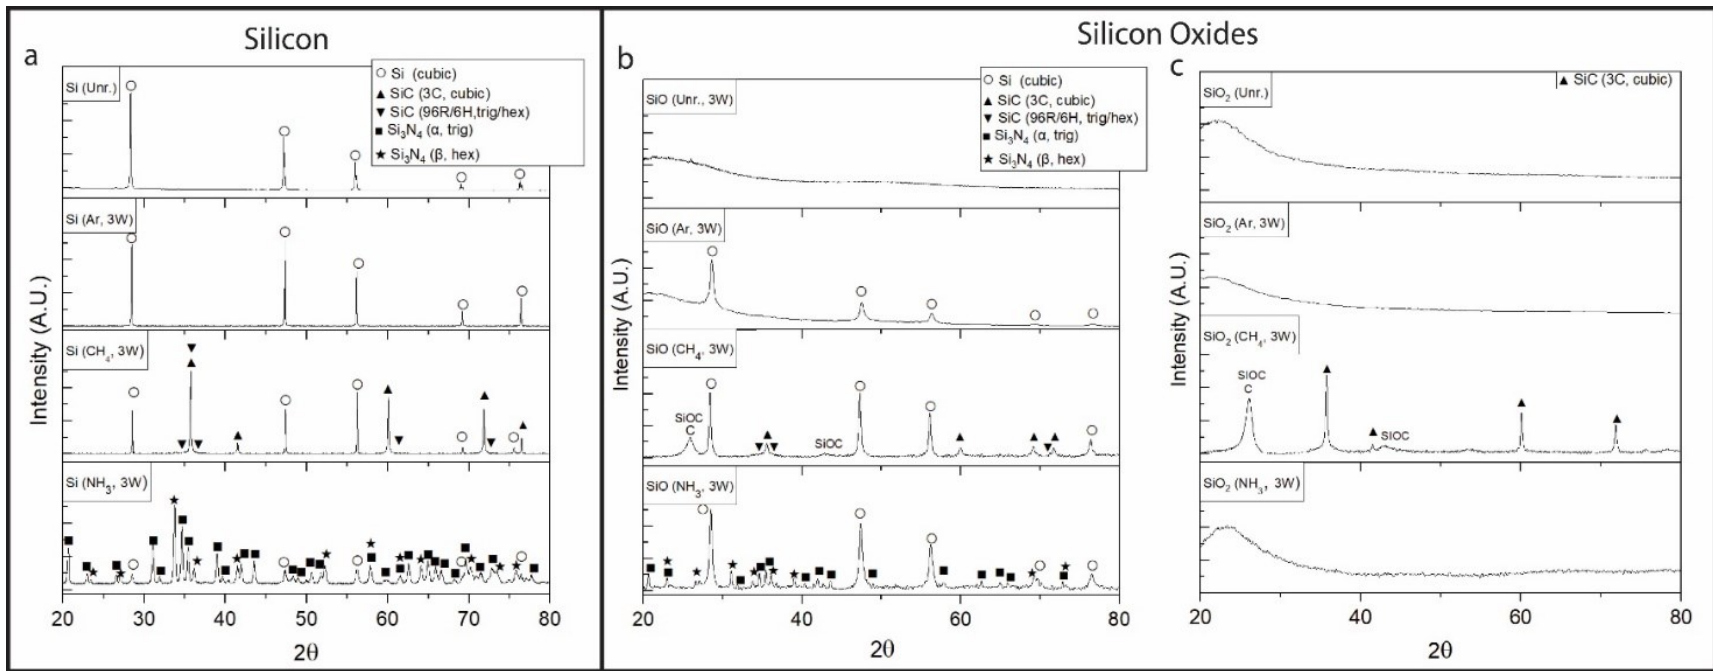 Silicon
Silicon Oxides
a
Si (Unr.)
○ Si (cubic)
▲ SiC (3C, cubic)
▼ SiC (96R/6H,trig/hex)
■ Si₃N₄ (α, trig)
★ Si₃N₄ (β, hex)
Si (Ar, 3W)
Si (CH₄, 3W)
Si (NH₃, 3W)
Intensity (A.U.)
20 30 40 50 60 70 80
2θ
b
SiO (Unr., 3W)
○ Si (cubic)
▲ SiC (3C, cubic)
▼ SiC (96R/6H, trig/hex)
■ Si₃N₄ (α, trig)
★ Si₃N₄ (β, hex)
SiO (Ar, 3W)
SiO (CH₄, 3W)
SiOC
C
SiOC
SiO (NH₃, 3W)
Intensity (A.U.)
20 40 60 80
2θ
c
SiO₂ (Unr.)
▲ SiC (3C, cubic)
SiO₂ (Ar, 3W)
SiO₂ (CH₄, 3W)
SiOC
C
SiOC
SiO₂ (NH₃, 3W)
Intensity (A.U.)
20 40 60 80
2θ